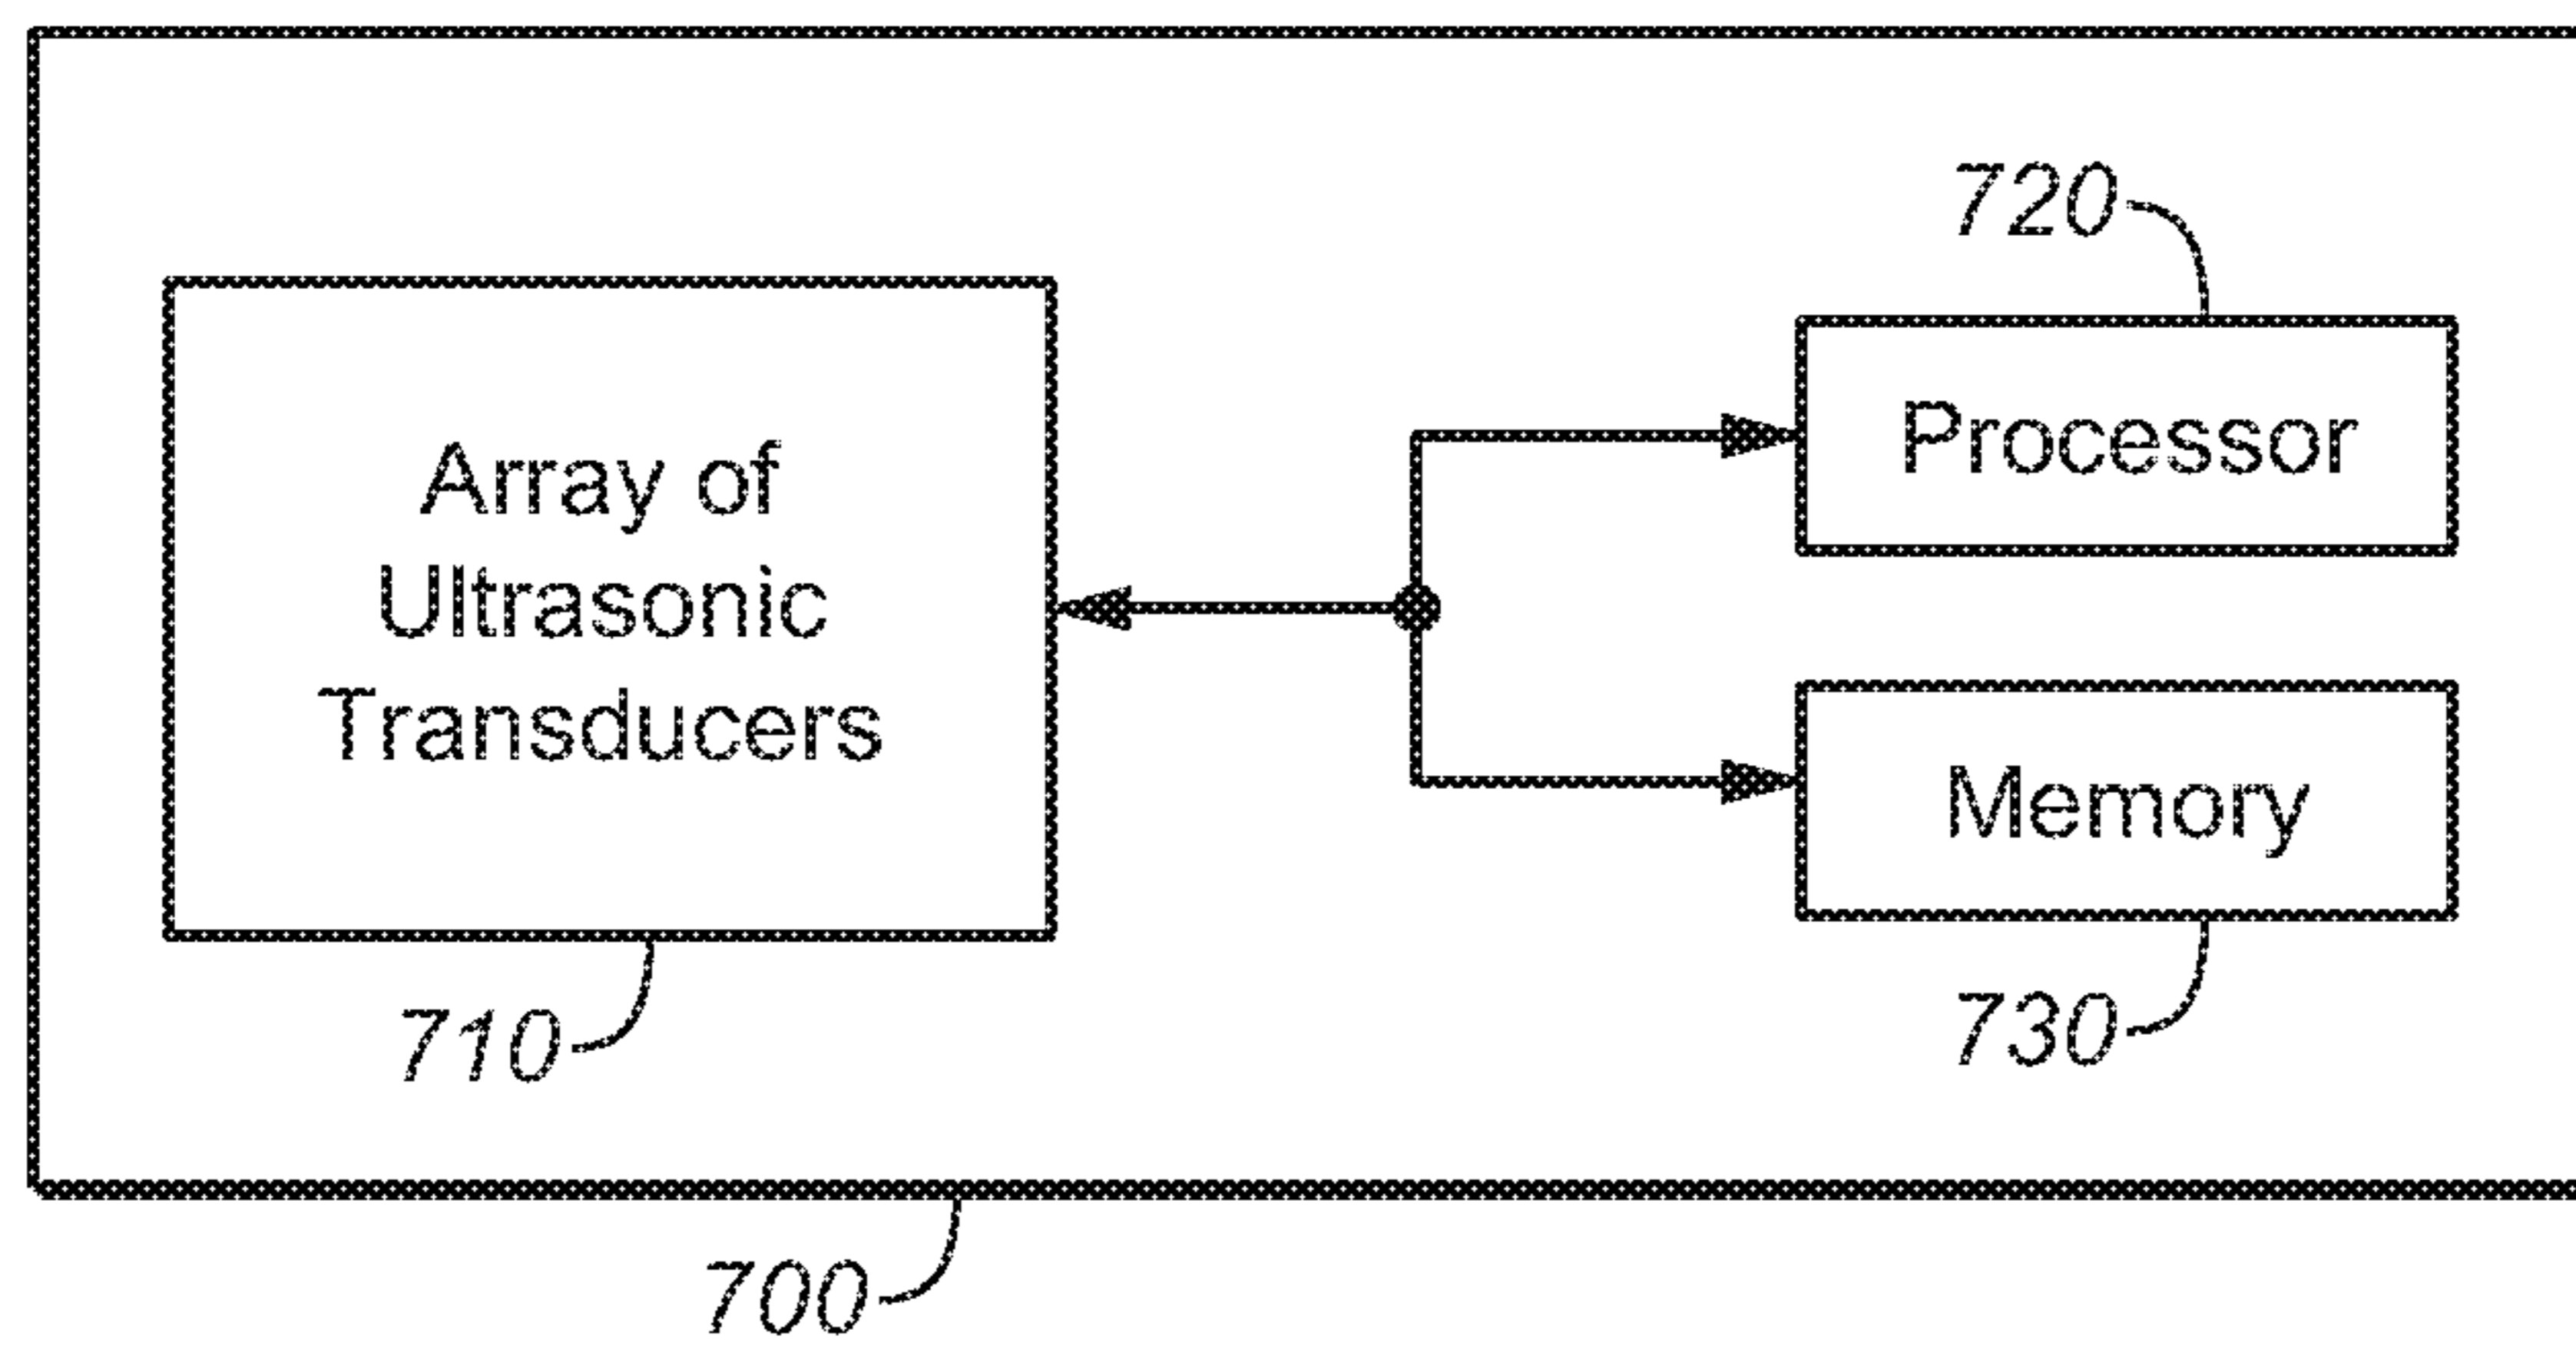 720
Processor
Array of
Ultrasonic
Transducers
Memory
710
730
700